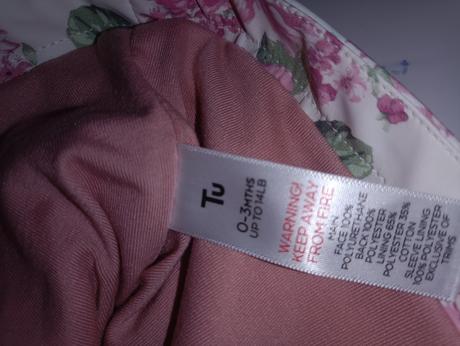 Tu
0-3MTHS
UP TO 14LB
WARNING!
KEEP AWAY
FROM FIRE
MAIN
FACE 100%
POLYURETHANE
BACK 100%
POLYESTER
LINING 65%
POLYESTER 35%
COTTON
SLEEVE LINING
100% POLYESTER
EXCLUSIVE OF
TRIMS